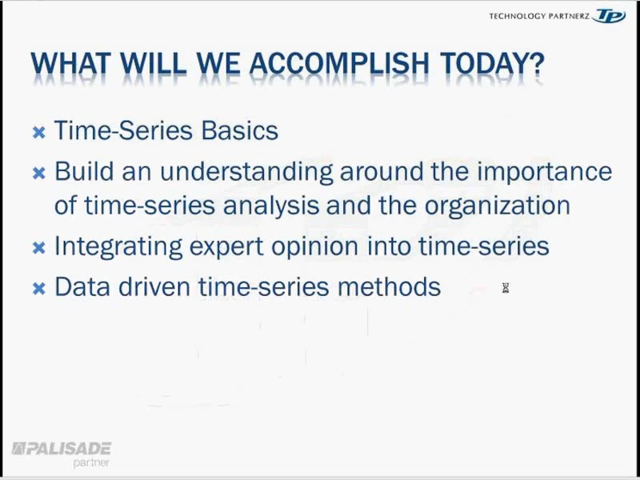 TECHNOLOGY PARTNERZ TP
WHAT WILL WE ACCOMPLISH TODAY?
Time-Series Basics
Build an understanding around the importance
of time-series analysis and the organization
Integrating expert opinion into time-series
Data driven time-series methods
PALISADE
partner